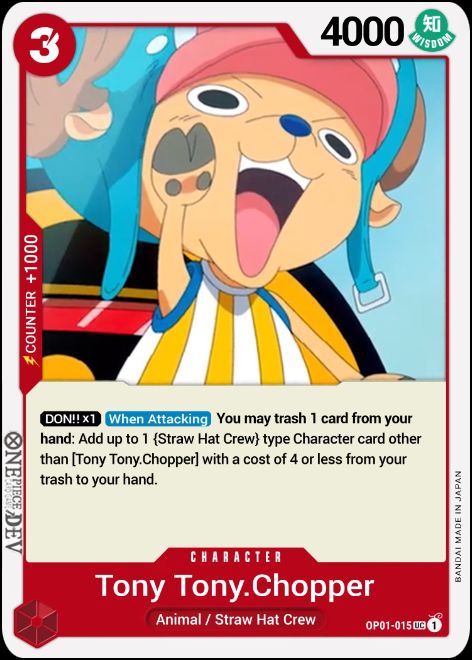 3
4000
知
WISDOM
COUNTER +1000
DON!!×1 When Attacking You may trash 1 card from your
hand: Add up to 1 {Straw Hat Crew} type Character card other
than [Tony Tony.Chopper] with a cost of 4 or less from your
trash to your hand.
ONE PIECE
DEV
BANDAI MADE IN JAPAN
CHARACTER
Tony Tony.Chopper
Animal / Straw Hat Crew
OP01-015 UC 1